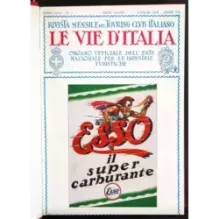 RIVISTA MENSILE DEL TOURING CLUB ITALIANO
LE VIE D'ITALIA
ORGANO UFFICIALE DELL'ENTE
NAZIONALE PER LE INDUSTRIE
TURISTICHE
ESSO
il
super
carburante
Esso